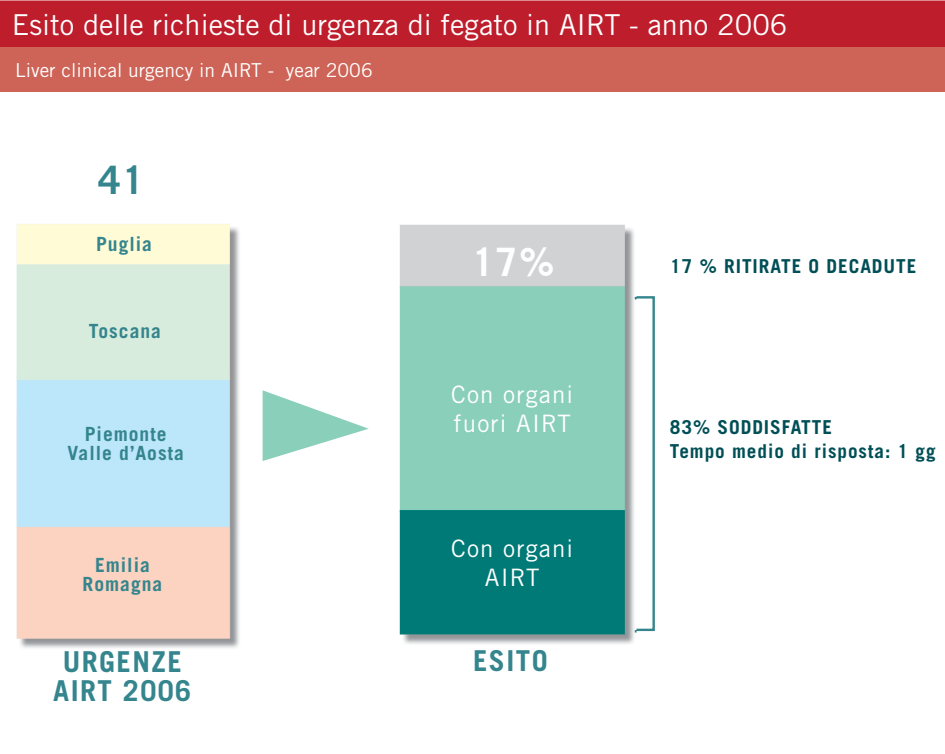 Esito delle richieste di urgenza di fegato in AIRT - anno 2006
Liver clinical urgency in AIRT - year 2006
41
Puglia
Toscana
Piemonte
Valle d'Aosta
Emilia
Romagna
URGENZE
AIRT 2006
17%
Con organi
fuori AIRT
Con organi
AIRT
ESITO
17 % RITIRATE O DECADUTE
83% SODDISFATTE
Tempo medio di risposta: 1 gg